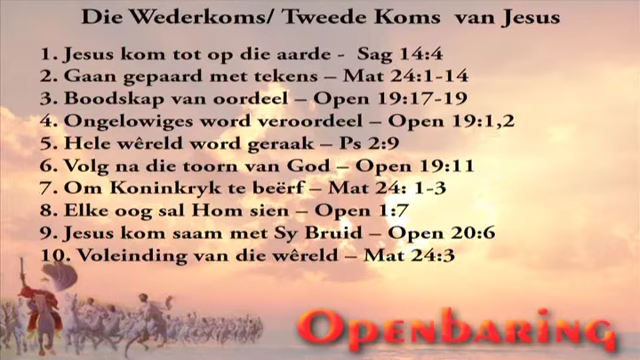 Die Wederkoms/ Tweede Koms van Jesus
1. Jesus kom tot op die aarde - Sag 14:4
2. Gaan gepaard met tekens – Mat 24:1-14
3. Boodskap van oordeel – Open 19:17-19
4. Ongelowiges word veroordeel – Open 19:1,2
5. Hele wêreld word geraak – Ps 2:9
6. Volg na die toorn van God – Open 19:11
7. Om Koninkryk te beërf – Mat 24: 1-3
8. Elke oog sal Hom sien – Open 1:7
9. Jesus kom saam met Sy Bruid – Open 20:6
10. Voleinding van die wêreld – Mat 24:3
Openbaring